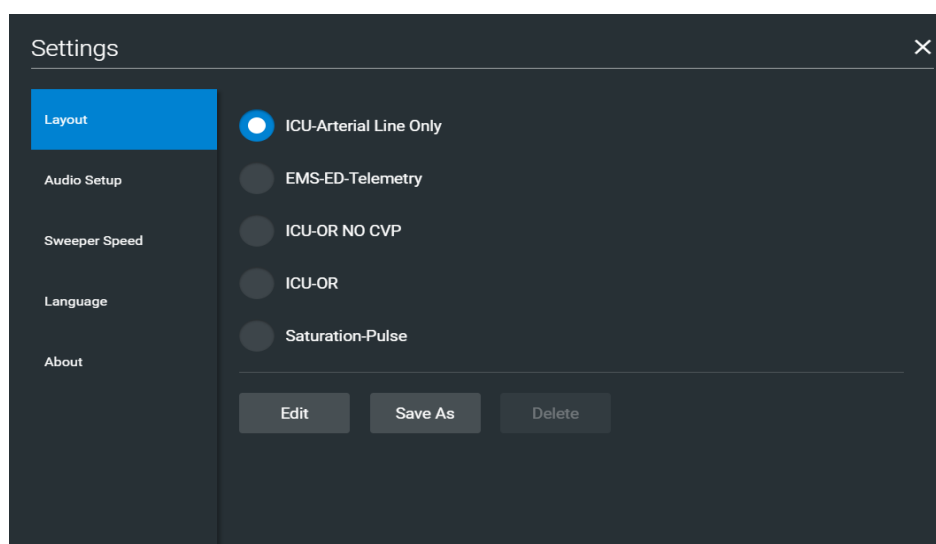 Settings
Layout
Audio Setup
Sweeper Speed
Language
About
ICU-Arterial Line Only
EMS-ED-Telemetry
ICU-OR NO CVP
ICU-OR
Saturation-Pulse
Edit Save As Delete